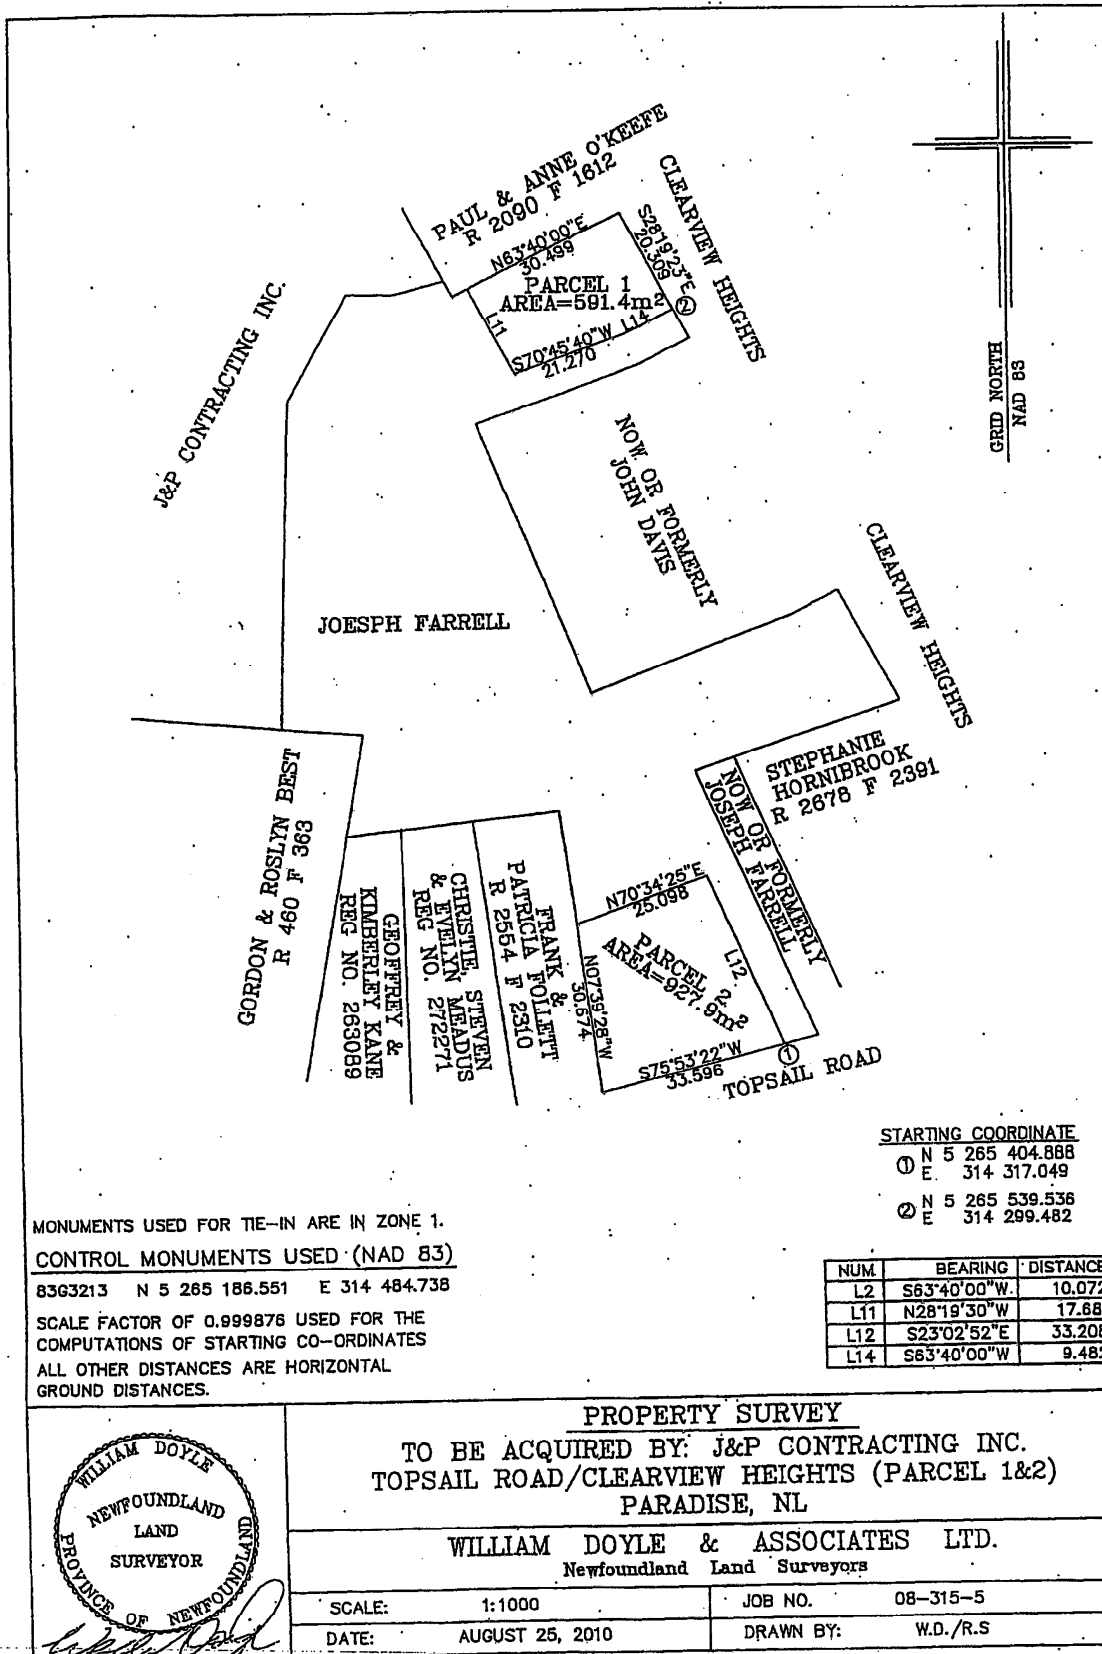 PAUL & ANNE O'KEEFE
R 2090 F 1612
CLEARVIEW HEIGHTS
N63°40'00"E
30.499
S28°19'23"E
20.309
PARCEL 1
AREA=591.4m²
②
L11
S70°45'40"W L14
21.270
J&P CONTRACTING INC.
GRID NORTH
NAD 83
NOW OR FORMERLY
JOHN DAVIS
CLEARVIEW HEIGHTS
JOESPH FARRELL
STEPHANIE
HORNIBROOK
R 2678 F 2391
NOW OR FORMERLY
JOSEPH FARRELL
GORDON & ROSLYN BEST
R 460 F 363
GEOFFREY &
KIMBERLEY KANE
REG NO. 263089
CHRISTIE, STEVEN
& EVELYN MEADUS
REG NO. 272271
FRANK &
PATRICIA FOLLETT
R 2554 F 2310
N70°34'25"E
25.098
PARCEL 2
AREA=927.9m²
L12
N07°39'28"W
30.674
S75°53'22"W
33.596
①
TOPSAIL ROAD
STARTING COORDINATE
① N 5 265 404.888
E. 314 317.049
② N 5 265 539.536
E 314 299.482
MONUMENTS USED FOR TIE-IN ARE IN ZONE 1.
CONTROL MONUMENTS USED (NAD 83)
83G3213 N 5 265 186.551 E 314 484.738
SCALE FACTOR OF 0.999876 USED FOR THE
COMPUTATIONS OF STARTING CO-ORDINATES
ALL OTHER DISTANCES ARE HORIZONTAL
GROUND DISTANCES.
NUM BEARING DISTANCE
L2 S63°40'00"W 10.072
L11 N28°19'30"W 17.68
L12 S23°02'52"E 33.208
L14 S63°40'00"W 9.48
WILLIAM DOYLE
NEWFOUNDLAND
LAND
SURVEYOR
PROVINCE OF NEWFOUNDLAND
PROPERTY SURVEY
TO BE ACQUIRED BY: J&P CONTRACTING INC.
TOPSAIL ROAD/CLEARVIEW HEIGHTS (PARCEL 1&2)
PARADISE, NL
WILLIAM DOYLE & ASSOCIATES LTD.
Newfoundland Land Surveyors
SCALE: 1:1000
JOB NO. 08-315-5
DATE: AUGUST 25, 2010
DRAWN BY: W.D./R.S